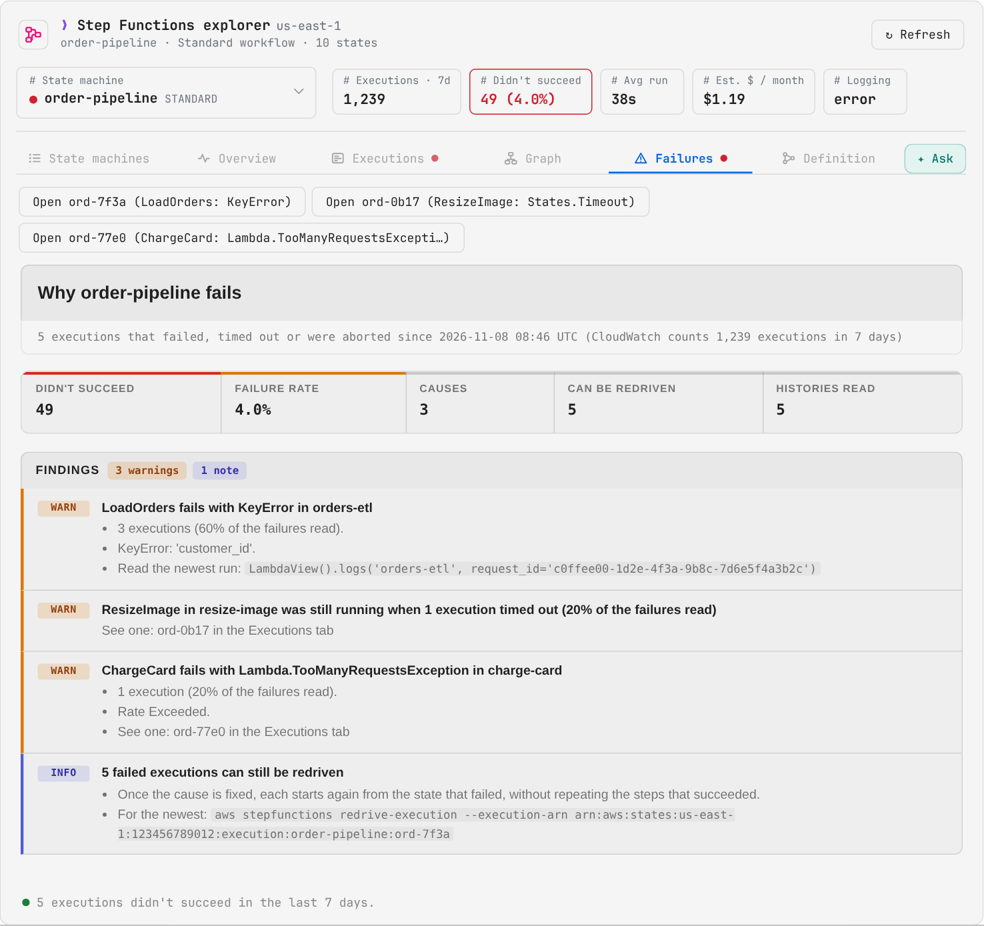 Step Functions explorer us-east-1
order-pipeline · Standard workflow · 10 states
↻ Refresh
# State machine
order-pipeline STANDARD
# Executions · 7d
1,239
# Didn't succeed
49 (4.0%)
# Avg run
38s
# Est. $ / month
$1.19
# Logging
error
State machines
Overview
Executions
Graph
Failures
Definition
✦ Ask
Open ord-7f3a (LoadOrders: KeyError)
Open ord-0b17 (ResizeImage: States.Timeout)
Open ord-77e0 (ChargeCard: Lambda.TooManyRequestsExcepti…)
Why order-pipeline fails
5 executions that failed, timed out or were aborted since 2026-11-08 08:46 UTC (CloudWatch counts 1,239 executions in 7 days)
DIDN'T SUCCEED
49
FAILURE RATE
4.0%
CAUSES
3
CAN BE REDRIVEN
5
HISTORIES READ
5
FINDINGS 3 warnings 1 note
WARN LoadOrders fails with KeyError in orders-etl
• 3 executions (60% of the failures read).
• KeyError: 'customer_id'.
• Read the newest run: LambdaView().logs('orders-etl', request_id='c0ffee00-1d2e-4f3a-9b8c-7d6e5f4a3b2c')
WARN ResizeImage in resize-image was still running when 1 execution timed out (20% of the failures read)
See one: ord-0b17 in the Executions tab
WARN ChargeCard fails with Lambda.TooManyRequestsException in charge-card
• 1 execution (20% of the failures read).
• Rate Exceeded.
• See one: ord-77e0 in the Executions tab
INFO 5 failed executions can still be redriven
• Once the cause is fixed, each starts again from the state that failed, without repeating the steps that succeeded.
• For the newest: aws stepfunctions redrive-execution --execution-arn arn:aws:states:us-east-
1:123456789012:execution:order-pipeline:ord-7f3a
5 executions didn't succeed in the last 7 days.